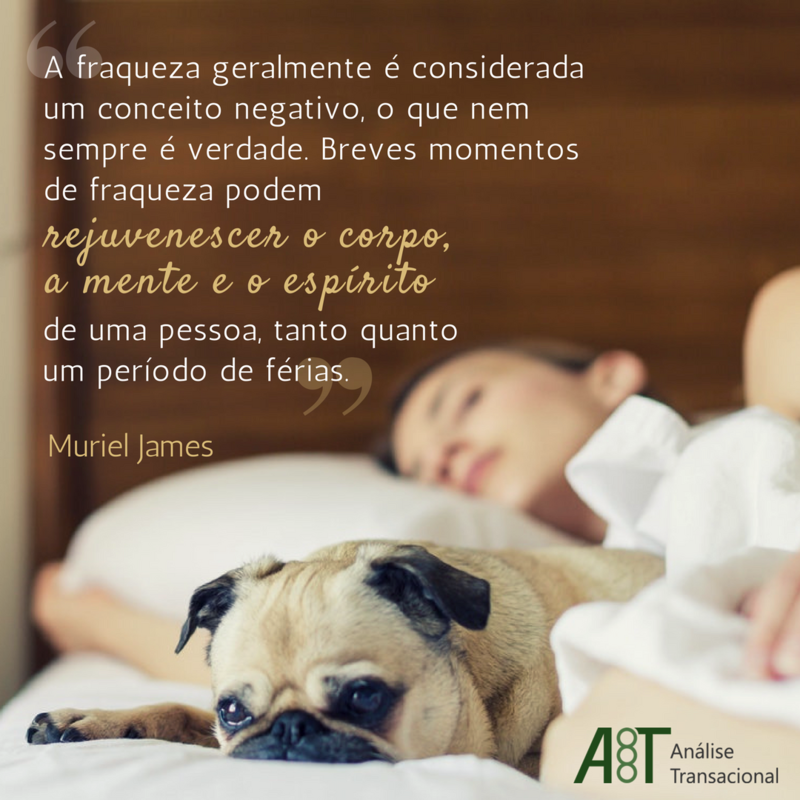 “A fraqueza geralmente é considerada
um conceito negativo, o que nem
sempre é verdade. Breves momentos
de fraqueza podem
rejuvenescer o corpo,
a mente e o espírito
de uma pessoa, tanto quanto
um período de férias.”
Muriel James
A8T Análise
Transacional